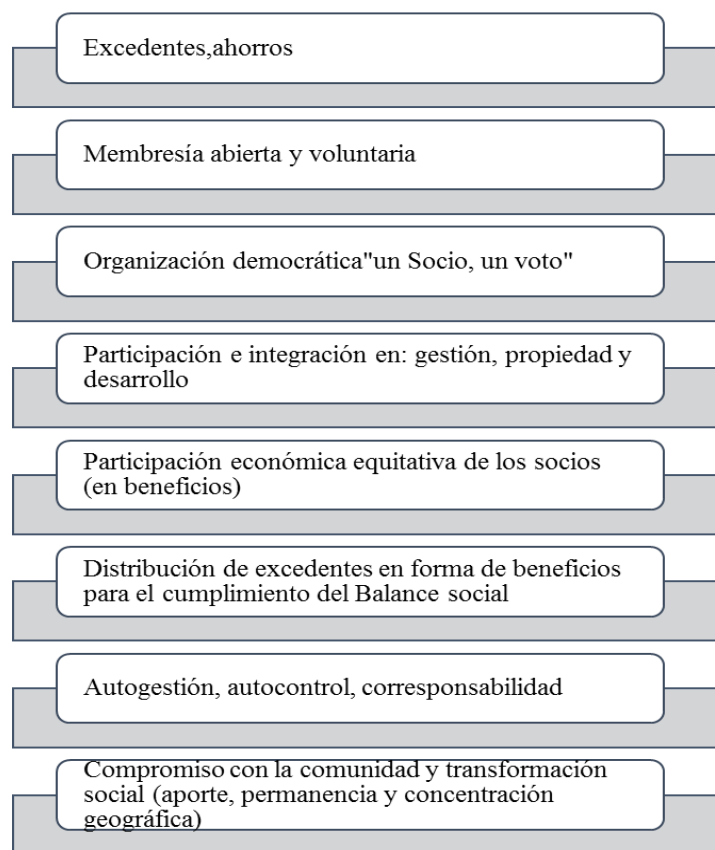 Excedentes,ahorros
Membresía abierta y voluntaria
Organización democrática"un Socio, un voto"
Participación e integración en: gestión, propiedad y
desarrollo
Participación económica equitativa de los socios
(en beneficios)
Distribución de excedentes en forma de beneficios
para el cumplimiento del Balance social
Autogestión, autocontrol, corresponsabilidad
Compromiso con la comunidad y transformación
social (aporte, permanencia y concentración
geográfica)